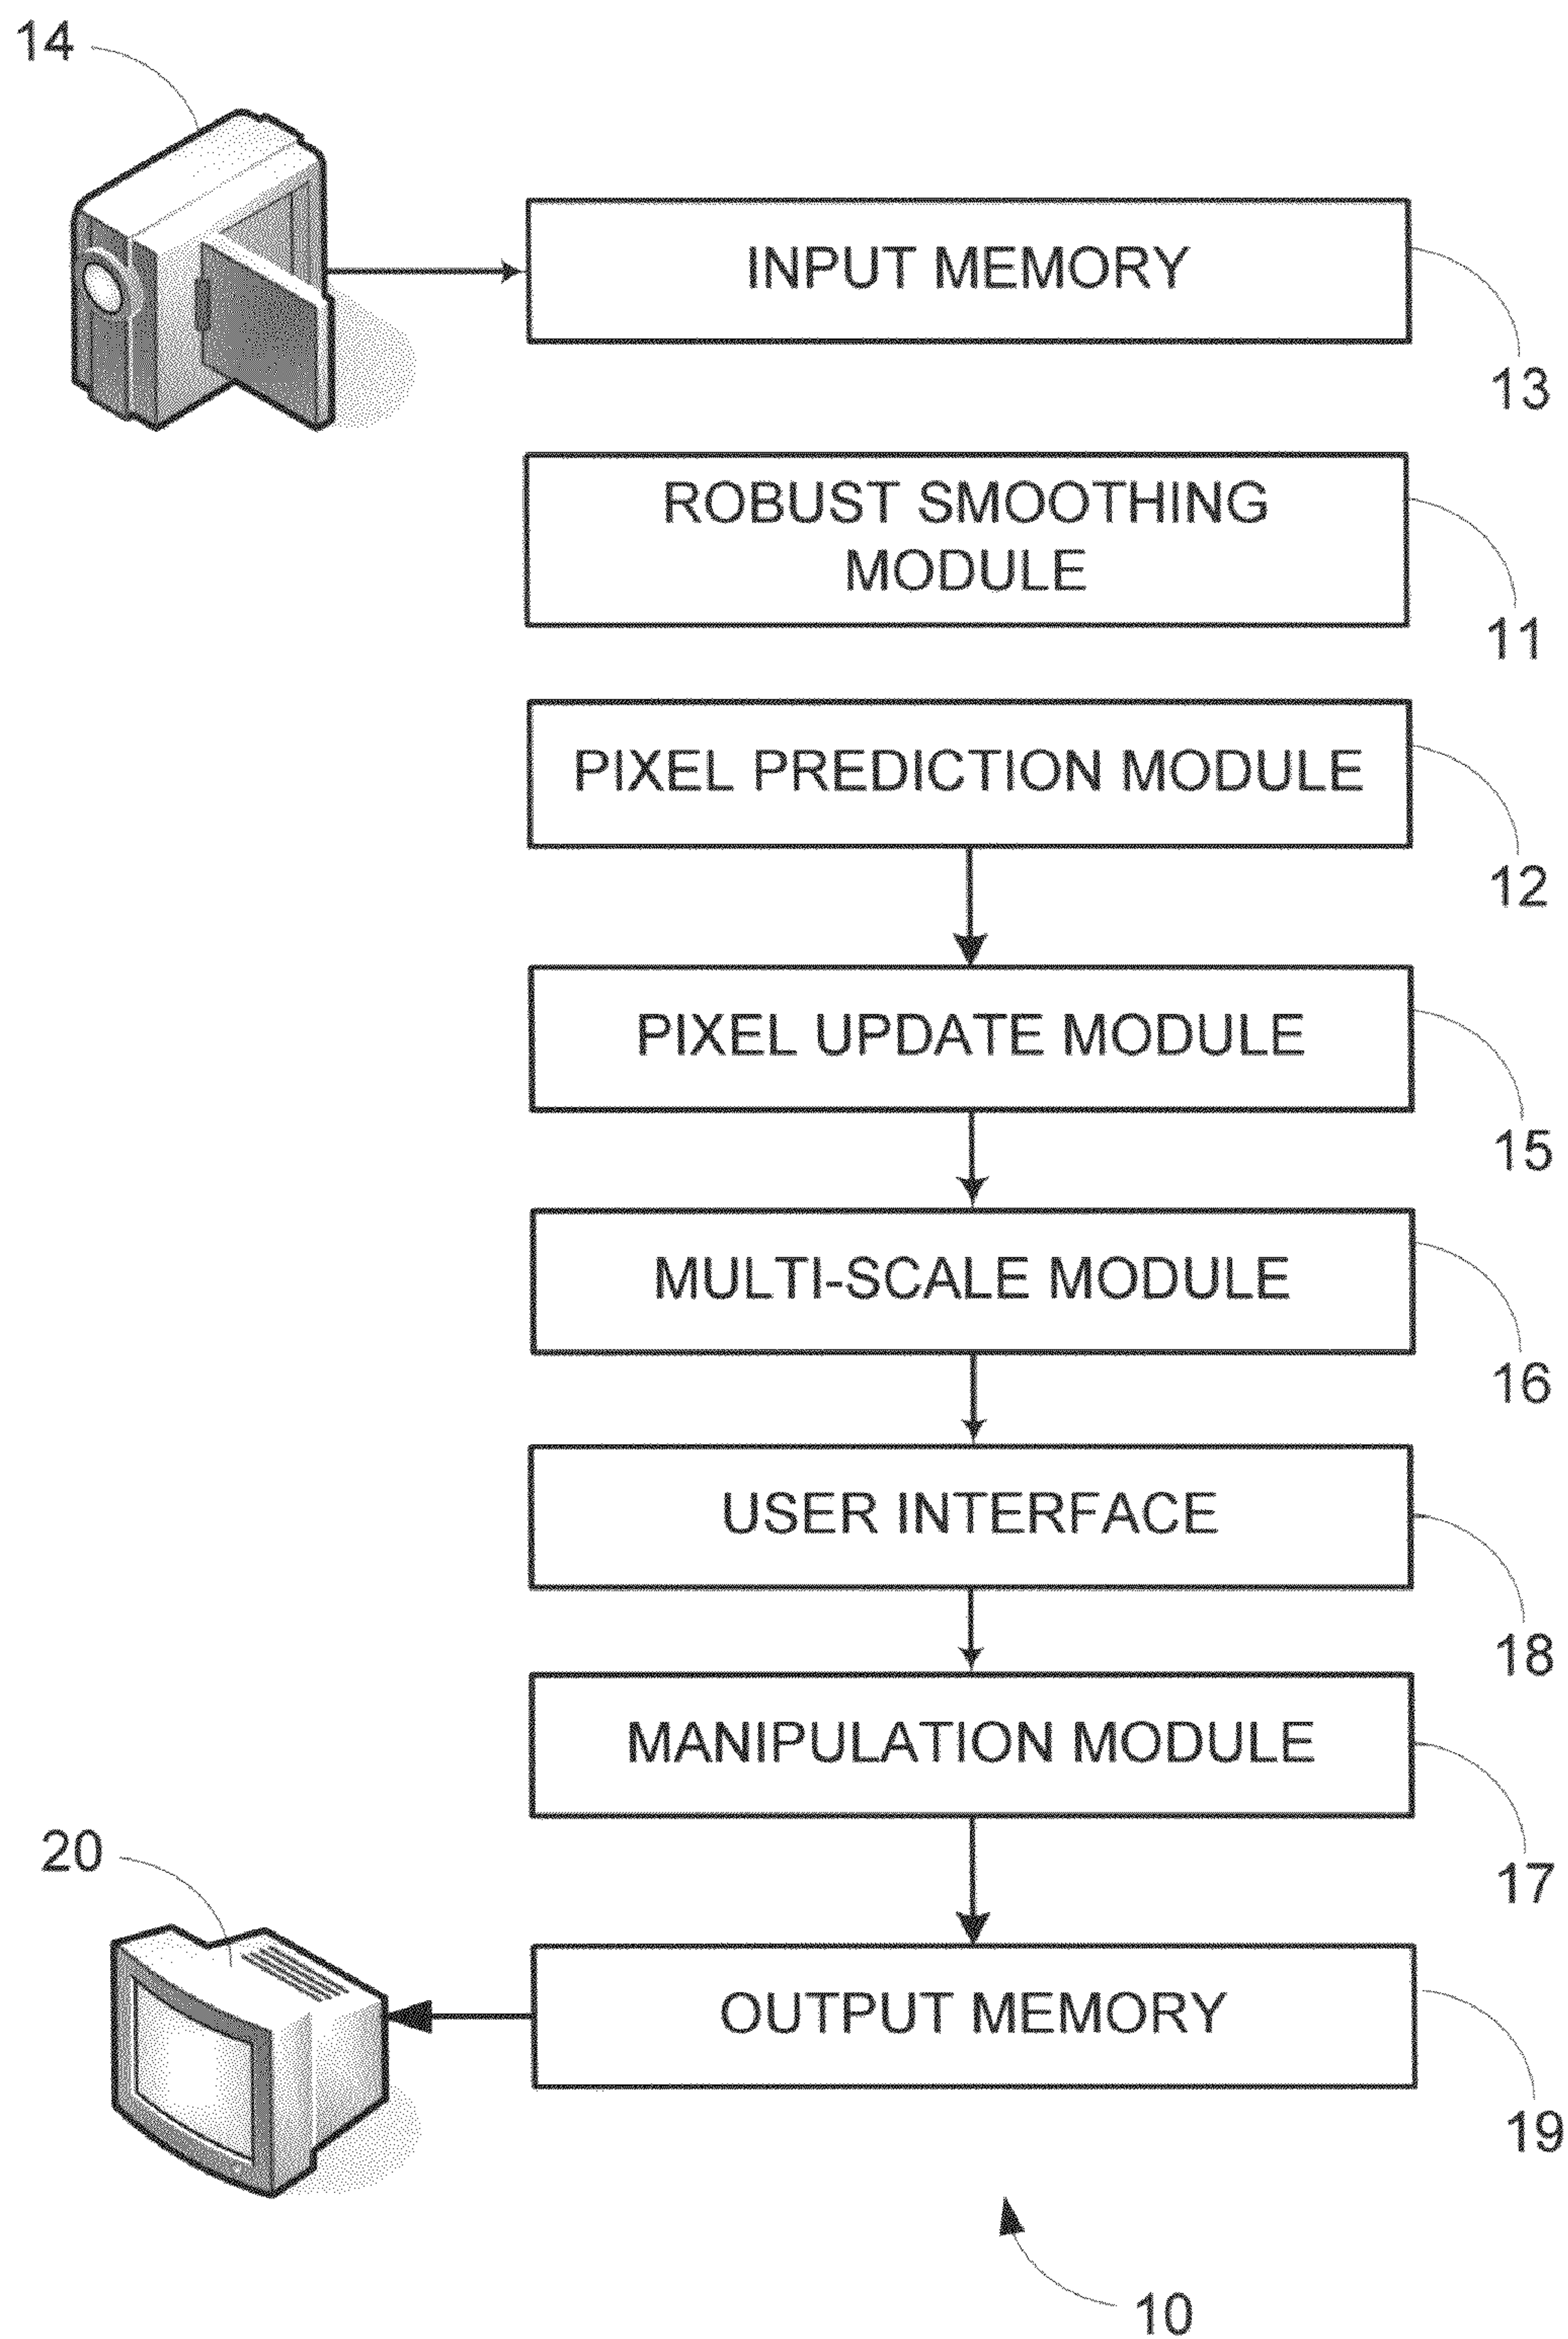 14
INPUT MEMORY
13
ROBUST SMOOTHING
MODULE
11
PIXEL PREDICTION MODULE
12
PIXEL UPDATE MODULE
15
MULTI-SCALE MODULE
16
USER INTERFACE
18
MANIPULATION MODULE
17
20
OUTPUT MEMORY
19
10